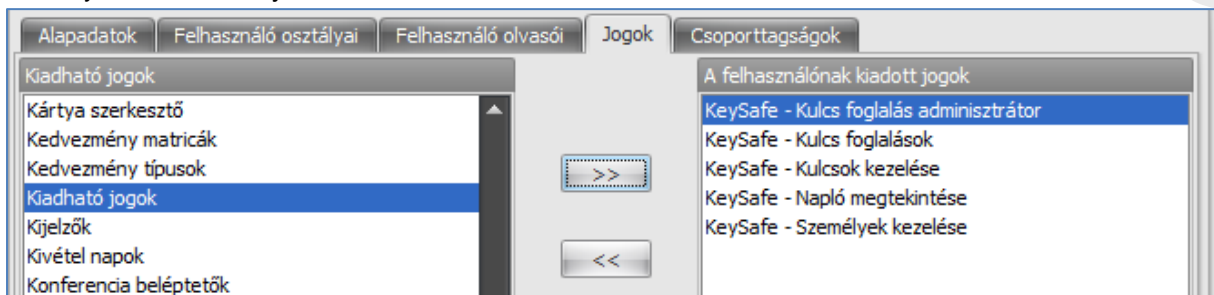 Alapadatok
Felhasználó osztályai
Felhasználó olvasói
Jogok
Csoporttagságok
Kiadható jogok
Kártya szerkesztő
Kedvezmény matricák
Kedvezmény típusok
Kiadható jogok
Kijelzők
Kivétel napok
Konferencia beléptetők
>>
<<
A felhasználónak kiadott jogok
KeySafe - Kulcs foglalás adminisztrátor
KeySafe - Kulcs foglalások
KeySafe - Kulcsok kezelése
KeySafe - Napló megtekintése
KeySafe - Személyek kezelése